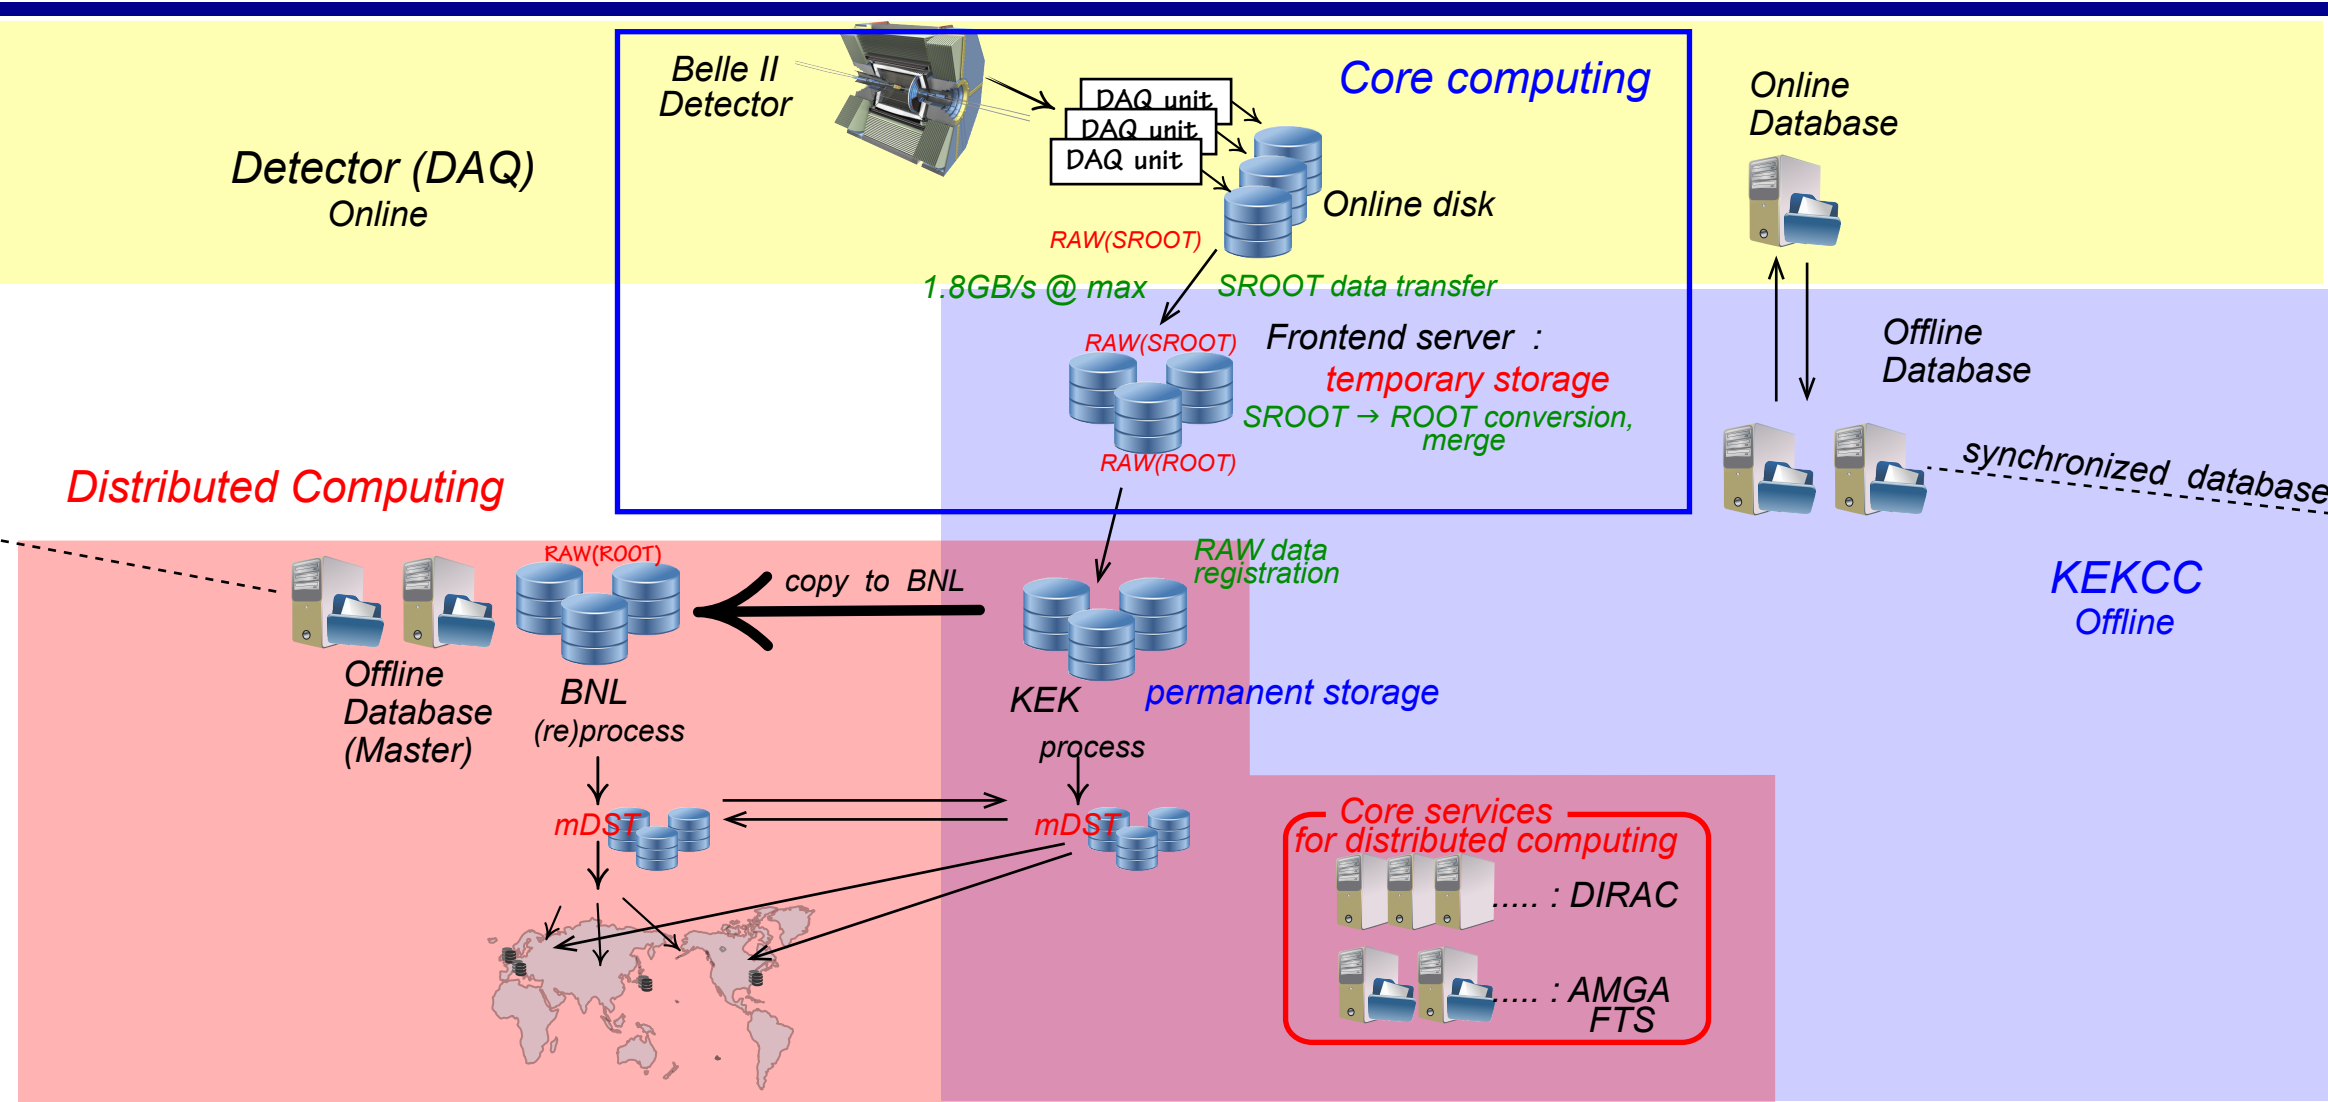 Belle II
Detector
DAQ unit
DAQ unit
DAQ unit
Core computing
Online
Database
Detector (DAQ)
Online
Online disk
RAW(SROOT)
1.8GB/s @ max
SROOT data transfer
RAW(SROOT)
Frontend server :
temporary storage
SROOT → ROOT conversion,
merge
RAW(ROOT)
Offline
Database
synchronized database
Distributed Computing
RAW(ROOT)
copy to BNL
RAW data
registration
KEKCC
Offline
Offline
Database
(Master)
BNL
(re)process
KEK
permanent storage
process
mDST
mDST
Core services
for distributed computing
..... : DIRAC
..... : AMGA
FTS